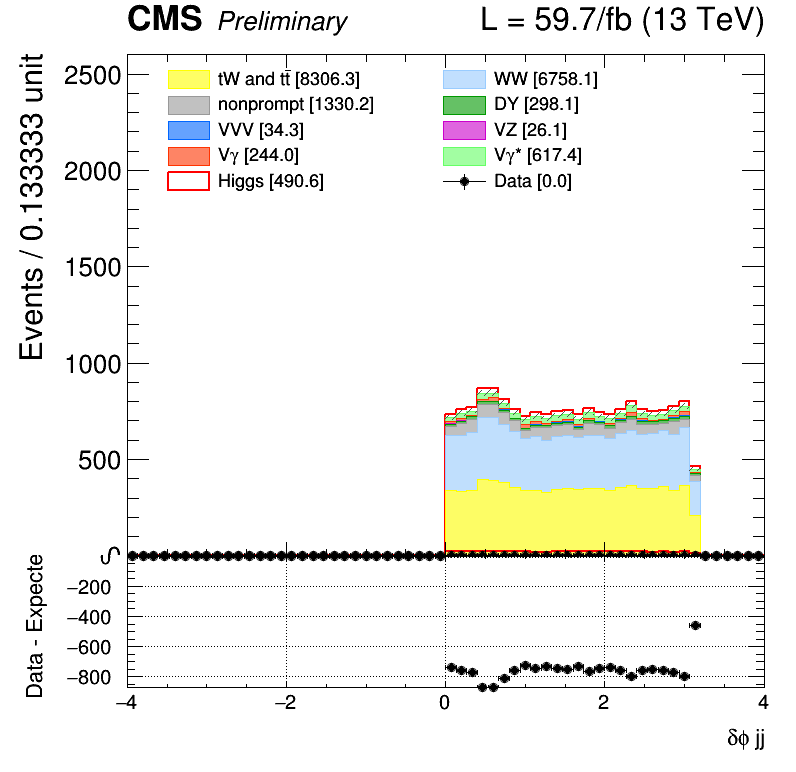 CMS Preliminary L = 59.7/fb (13 TeV)
Events / 0.133333 unit
2500
2000
1500
1000
500
0
tW and tt̄ [8306.3]
WW [6758.1]
nonprompt [1330.2]
DY [298.1]
VVV [34.3]
VZ [26.1]
Vγ [244.0]
Vγ* [617.4]
Higgs [490.6]
Data [0.0]
Data - Expecte
−200
−400
−600
−800
−4 −2 0 2 4
δϕ jj